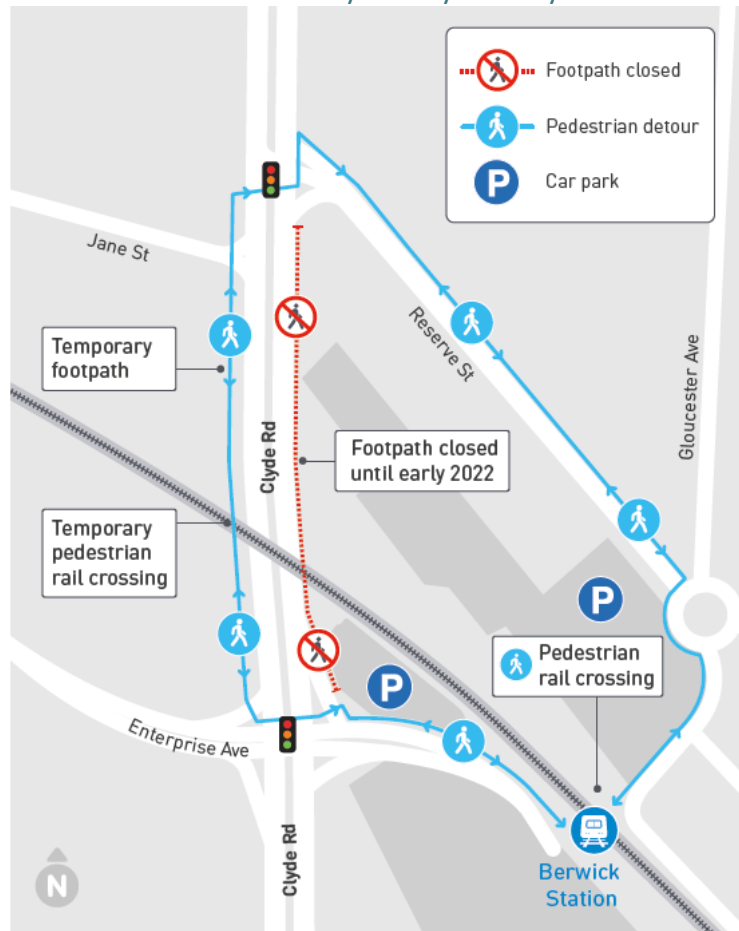 Footpath closed
Pedestrian detour
P
Car park
Jane St
Temporary
footpath
Reserve St
Gloucester Ave
Clyde Rd
Footpath closed
until early 2022
Temporary
pedestrian
rail crossing
P
Pedestrian
rail crossing
P
Enterprise Ave
Clyde Rd
Berwick
Station
N